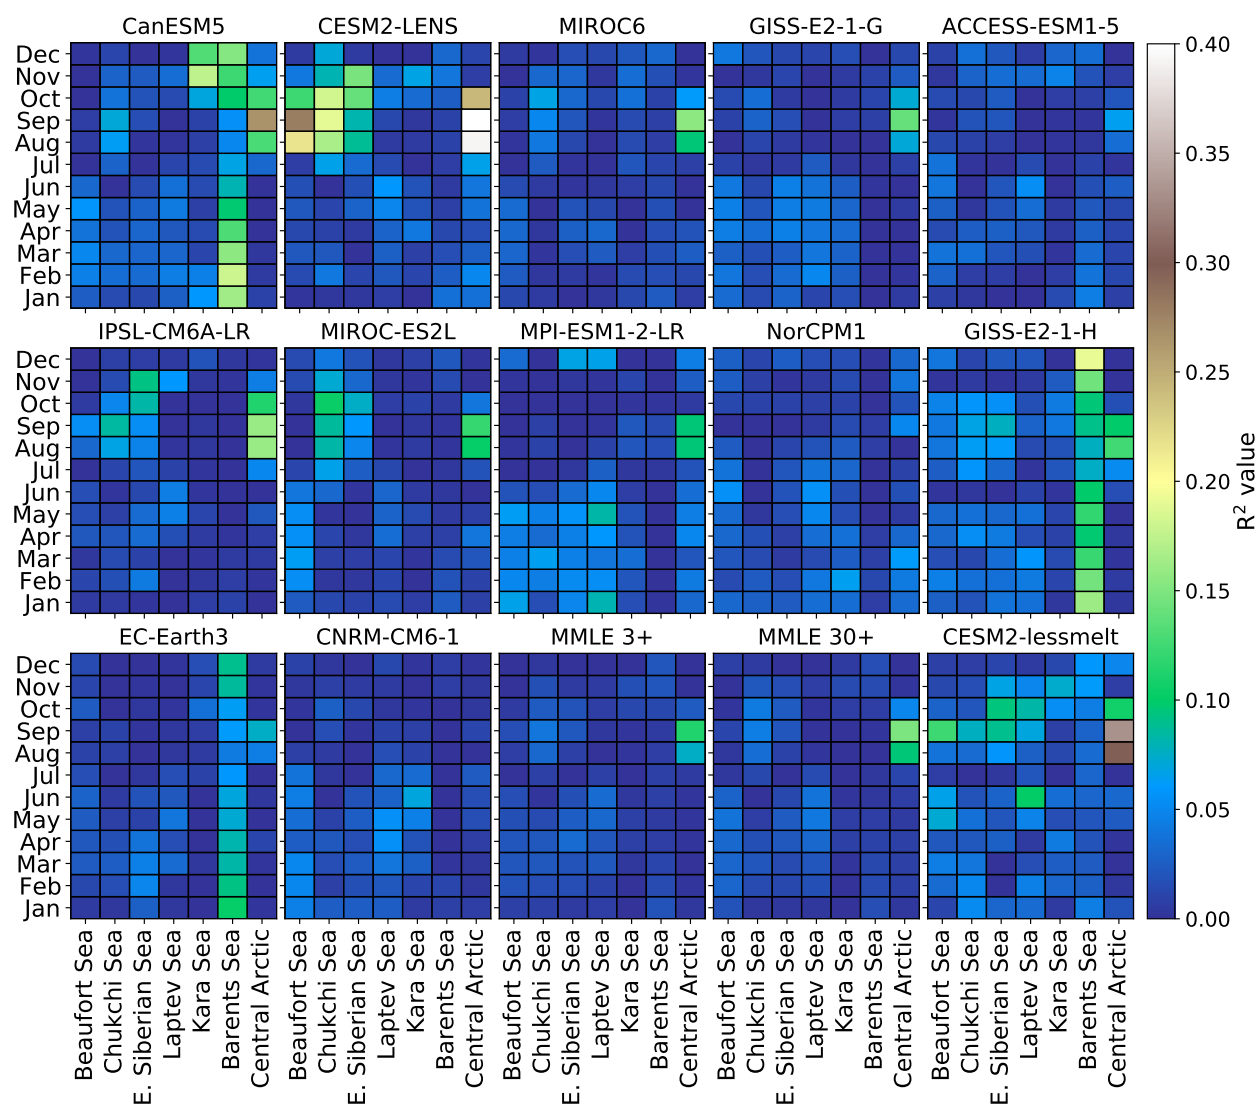 CanESM5 CESM2-LENS MIROC6 GISS-E2-1-G ACCESS-ESM1-5
Dec
Nov
Oct
Sep
Aug
Jul
Jun
May
Apr
Mar
Feb
Jan
IPSL-CM6A-LR MIROC-ES2L MPI-ESM1-2-LR NorCPM1 GISS-E2-1-H
Dec
Nov
Oct
Sep
Aug
Jul
Jun
May
Apr
Mar
Feb
Jan
EC-Earth3 CNRM-CM6-1 MMLE 3+ MMLE 30+ CESM2-lessmelt
Dec
Nov
Oct
Sep
Aug
Jul
Jun
May
Apr
Mar
Feb
Jan
Beaufort Sea
Chukchi Sea
E. Siberian Sea
Laptev Sea
Kara Sea
Barents Sea
Central Arctic
Beaufort Sea
Chukchi Sea
E. Siberian Sea
Laptev Sea
Kara Sea
Barents Sea
Central Arctic
Beaufort Sea
Chukchi Sea
E. Siberian Sea
Laptev Sea
Kara Sea
Barents Sea
Central Arctic
Beaufort Sea
Chukchi Sea
E. Siberian Sea
Laptev Sea
Kara Sea
Barents Sea
Central Arctic
Beaufort Sea
Chukchi Sea
E. Siberian Sea
Laptev Sea
Kara Sea
Barents Sea
Central Arctic
0.40
0.35
0.30
0.25
0.20
0.15
0.10
0.05
0.00
R² value